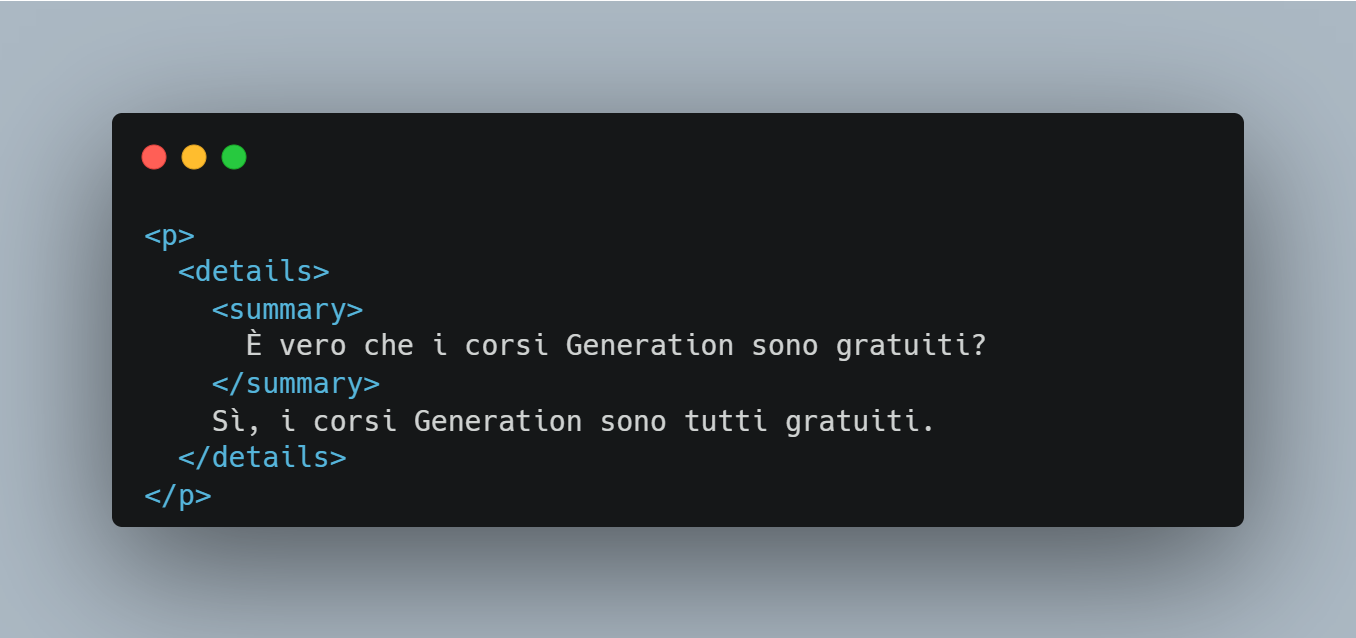 <p>
<details>
<summary>
È vero che i corsi Generation sono gratuiti?
</summary>
Sì, i corsi Generation sono tutti gratuiti.
</details>
</p>